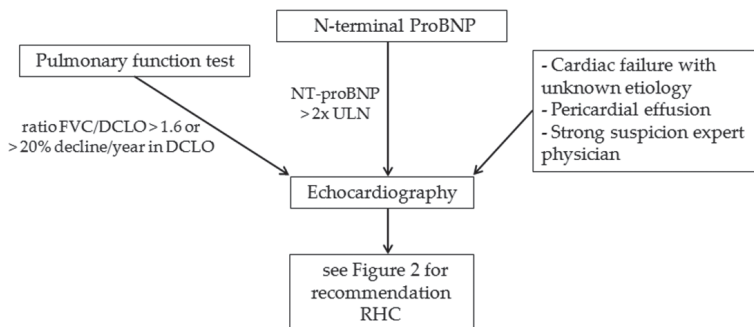 N-terminal ProBNP
Pulmonary function test
NT-proBNP
>2x ULN
ratio FVC/DCLO>1.6 or
>20% decline/year in DCLO
- Cardiac failure with
unknown etiology
- Pericardial effusion
- Strong suspicion expert
physician
Echocardiography
see Figure 2 for
recommendation
RHC